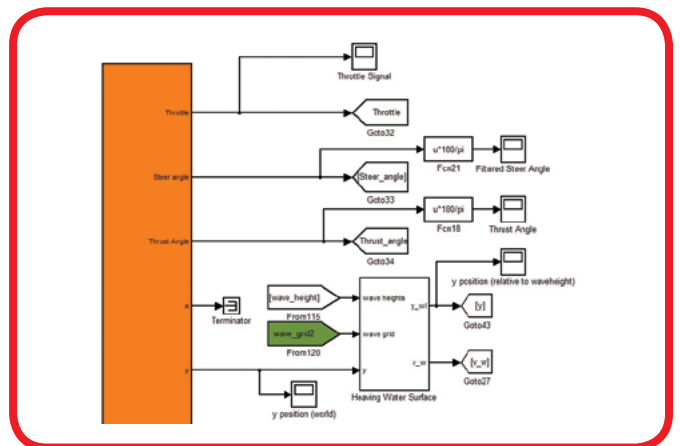 Throttle Signal
Throttle
Throttle
Goto32
Steer angle
u*180/pi
Fcn21
Filtered Steer Angle
[Steer_angle]
Goto33
Thrust Angle
u*180/pi
Fcn18
Thrust Angle
Thrust_angle
Goto34
y position (relative to waveheight)
x
Terminator
[wave_height]
From115
wave heights
y_wl
[y]
Goto43
wave_grid2
From120
wave grid
y
y
v_w
[v_w]
Goto27
Heaving Water Surface
y position (world)